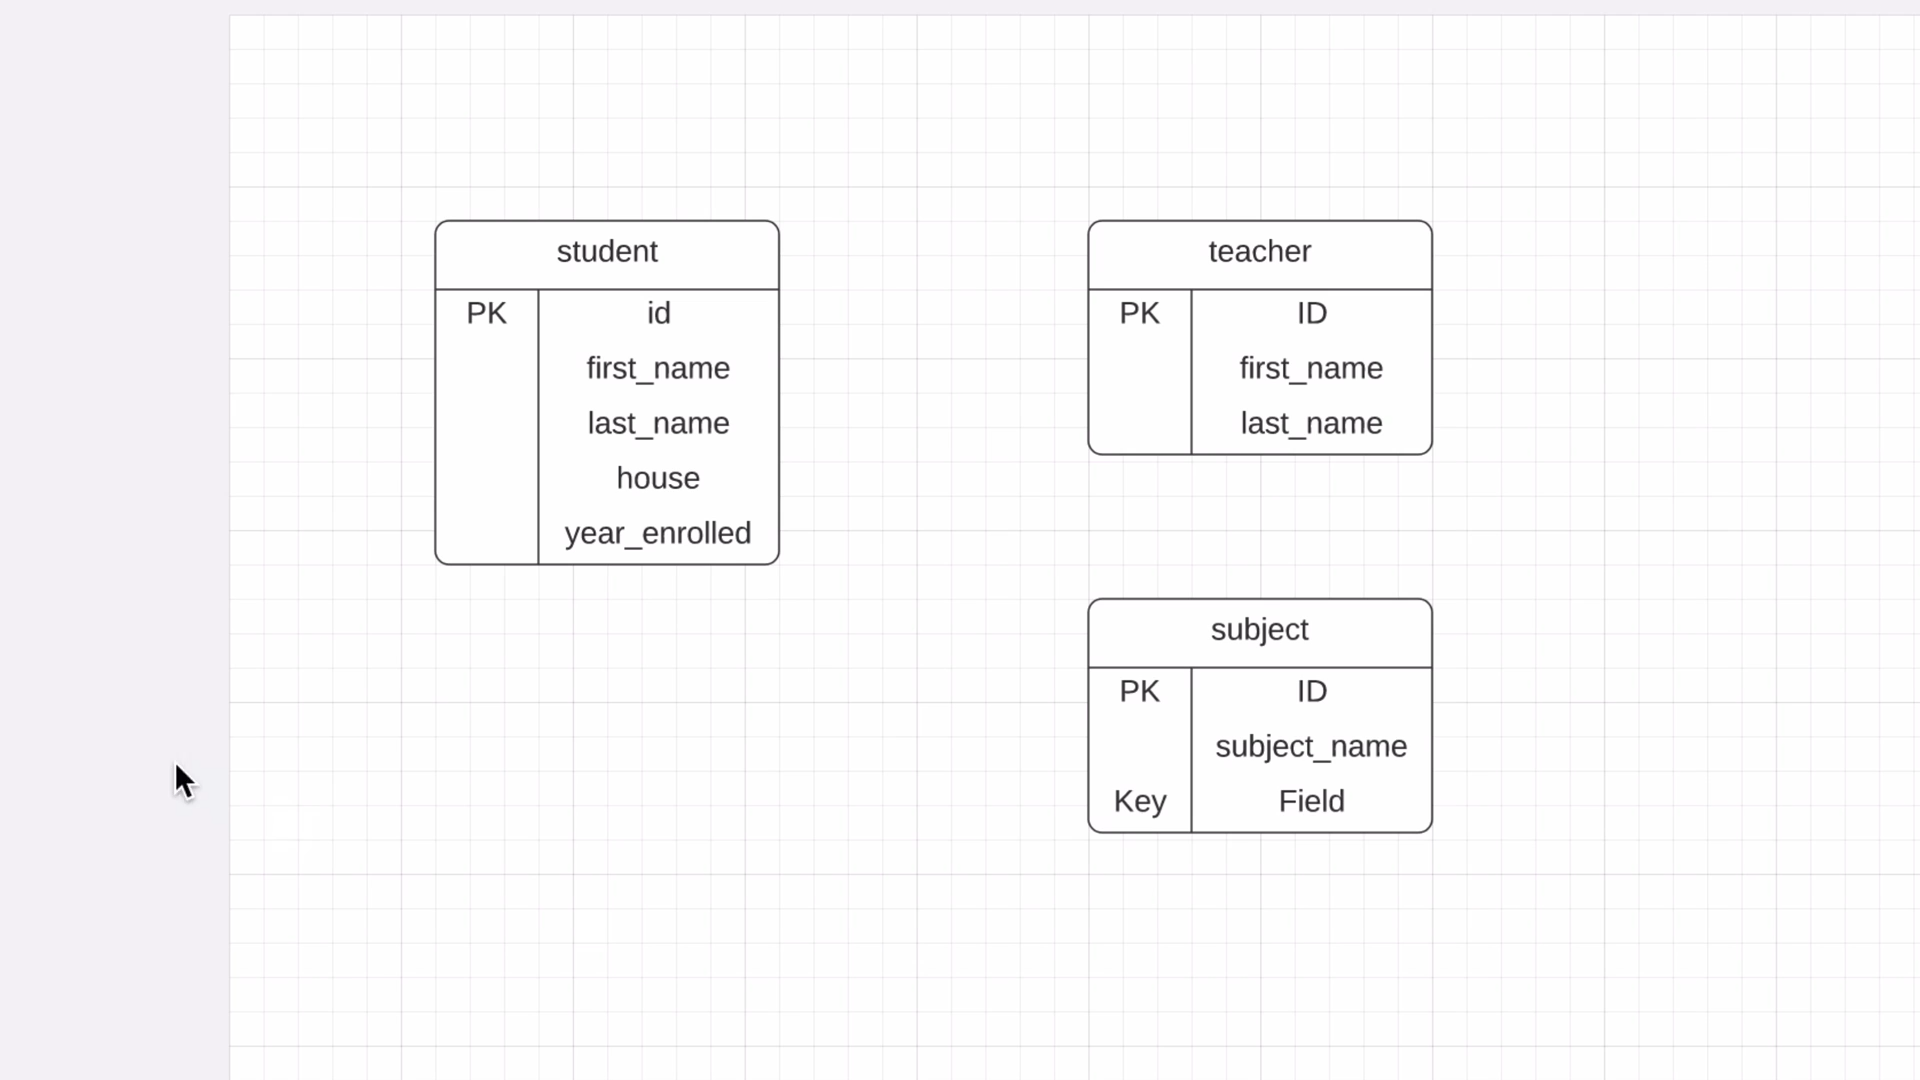 student
PK id
first_name
last_name
house
year_enrolled
teacher
PK ID
first_name
last_name
subject
PK ID
subject_name
Key Field